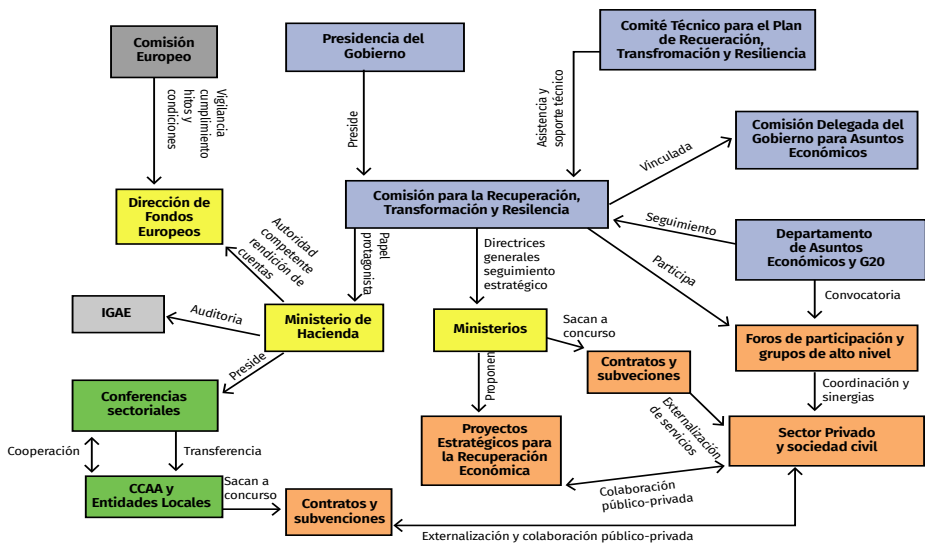 Comisión
Europeo
Presidencia del
Gobierno
Comité Técnico para el Plan
de Recueración,
Transfromación y Resiliencia
Vigilancia
cumplimiento
hitos y
condiciones
Preside
Asistencia y
soporte técnico
Comisión Delegada del
Gobierno para Asuntos
Económicos
Vinculada
Dirección de
Fondos
Europeos
Comisión para la Recuperación,
Transformación y Resilencia
Seguimiento
Departamento
de Asuntos
Económicos y G20
Autoridad
competente
rendición de
cuentas
Papel
protagonista
Directrices
generales
seguimiento
estratégico
Participa
Convocatoria
IGAE
Auditoria
Ministerio de
Hacienda
Ministerios
Sacan a
concurso
Foros de participación y
grupos de alto nivel
Preside
Proponen
Contratos y
subveciones
Coordinación y
sinergias
Conferencias
sectoriales
Externalización
de servicios
Proyectos
Estratégicos para
la Recuperación
Económica
Sector Privado
y sociedad civil
Cooperación
Transferencia
CCAA y
Entidades Locales
Sacan a
concurso
Contratos y
subvenciones
Colaboración
público-privada
Externalización y colaboración público-privada